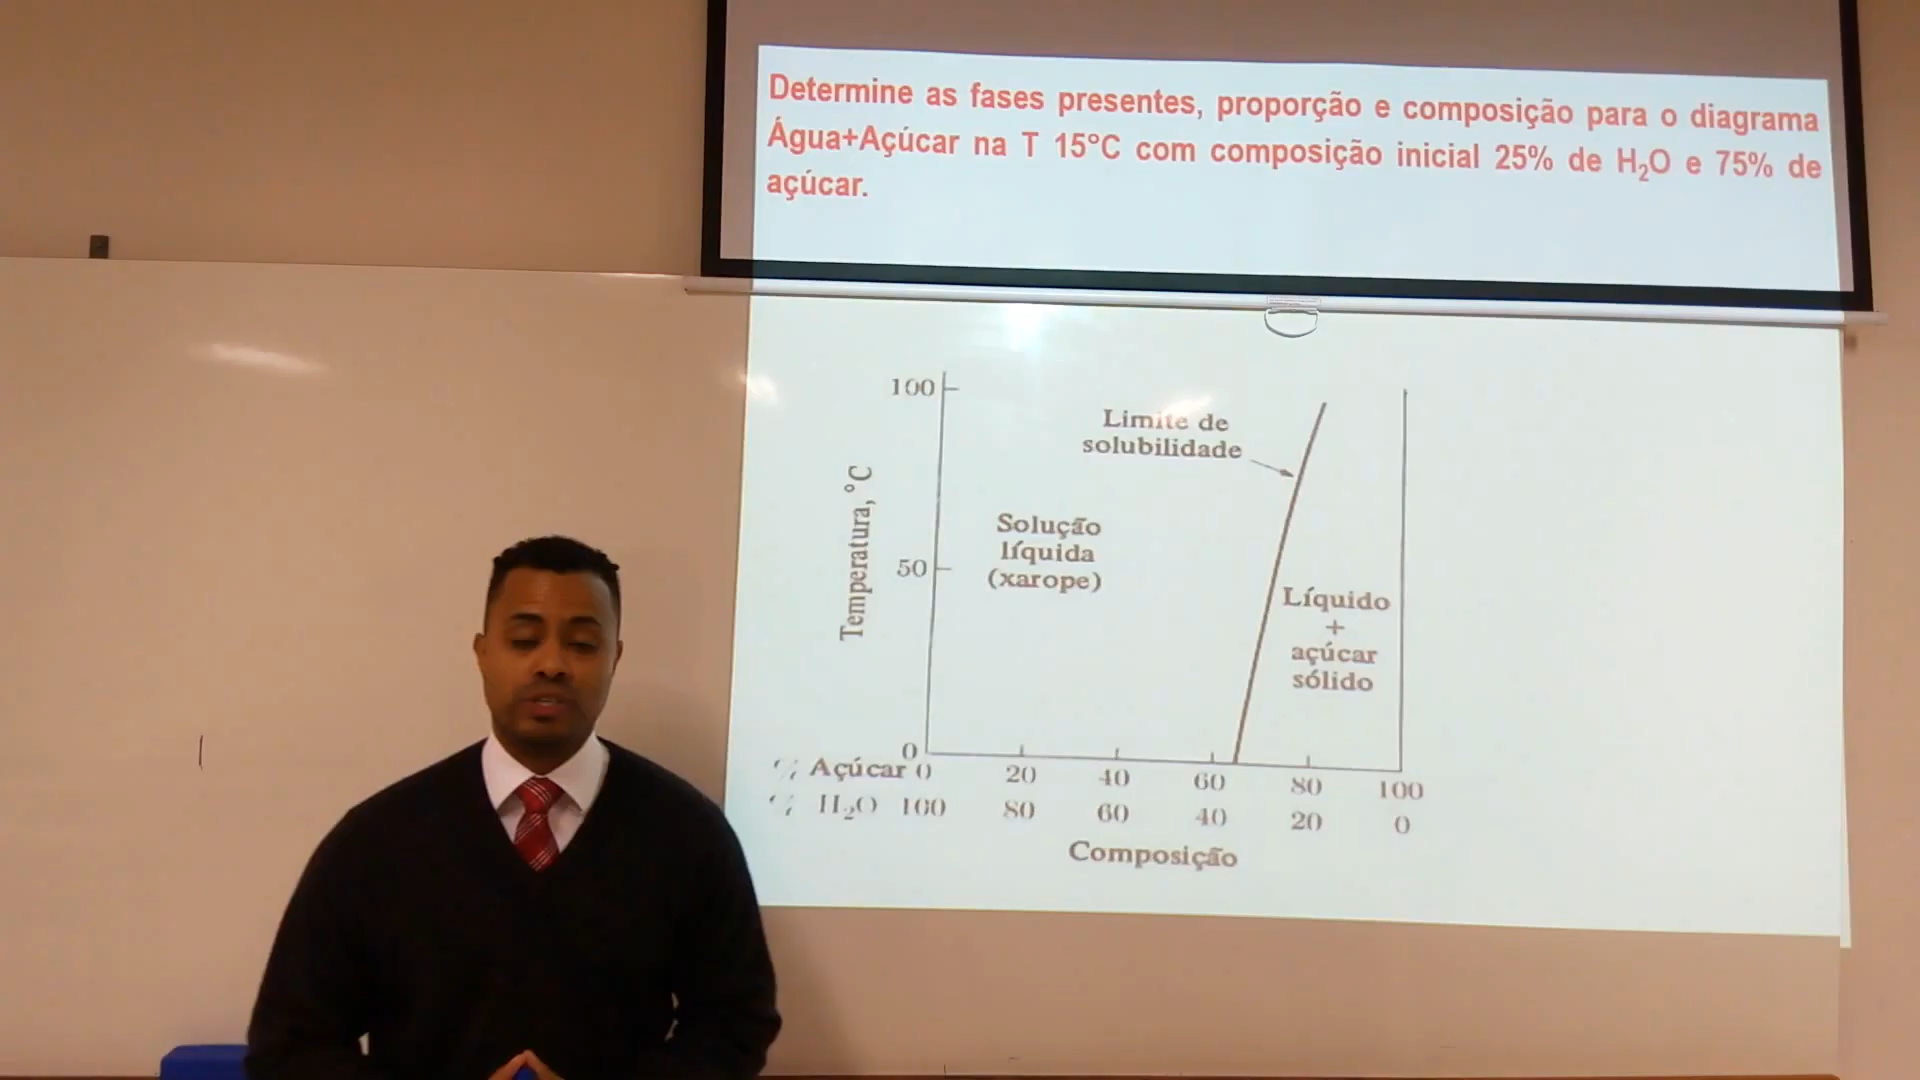 Determine as fases presentes, proporção e composição para o diagrama
Água+Açúcar na T 15°C com composição inicial 25% de H₂O e 75% de
açúcar.
100
Limite de
solubilidade
Temperatura, °C
Solução
líquida
(xarope)
50
Líquido
+
açúcar
sólido
0
% Açúcar 0 20 40 60 80 100
% H₂O 100 80 60 40 20 0
Composição